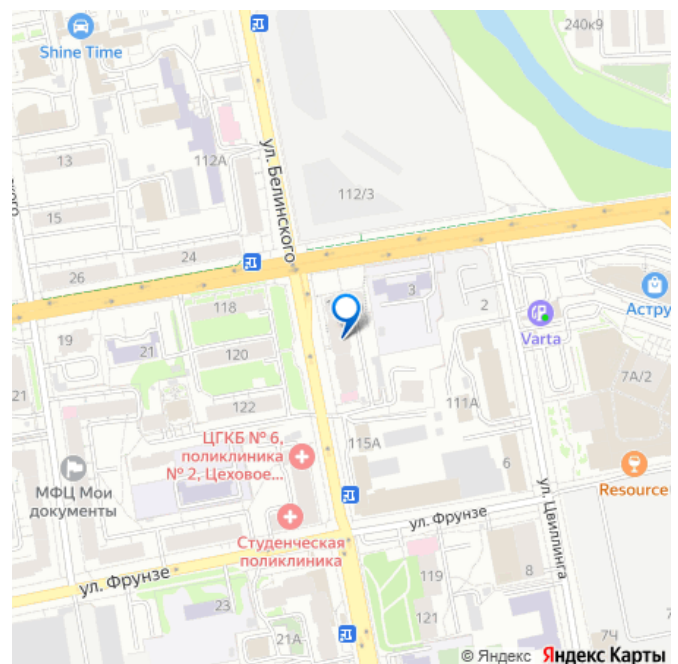 240к9
Shine Time
13
112А
ул. Белинского
112/3
15
24
26
118
3
2
Varta
Астру
19
21
120
21
7А/2
122
111А
ЦГКБ № 6,
поликлиника
№ 2, Цеховое...
115А
6
МФЦ Мои
документы
Resource
ул. Фрунзе
ул. Цвиллинга
Студенческая
поликлиника
ул. Фрунзе
119
8
23
121
21А
7Ч
© Яндекс Яндекс Карты